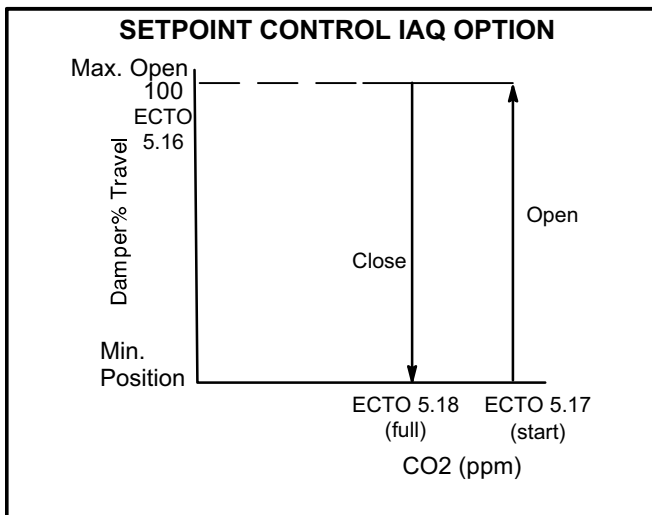 SETPOINT CONTROL IAQ OPTION
Max. Open
100
ECTO
5.16
Damper% Travel
Open
Close
Min.
Position
ECTO 5.18
(full)
ECTO 5.17
(start)
CO2 (ppm)